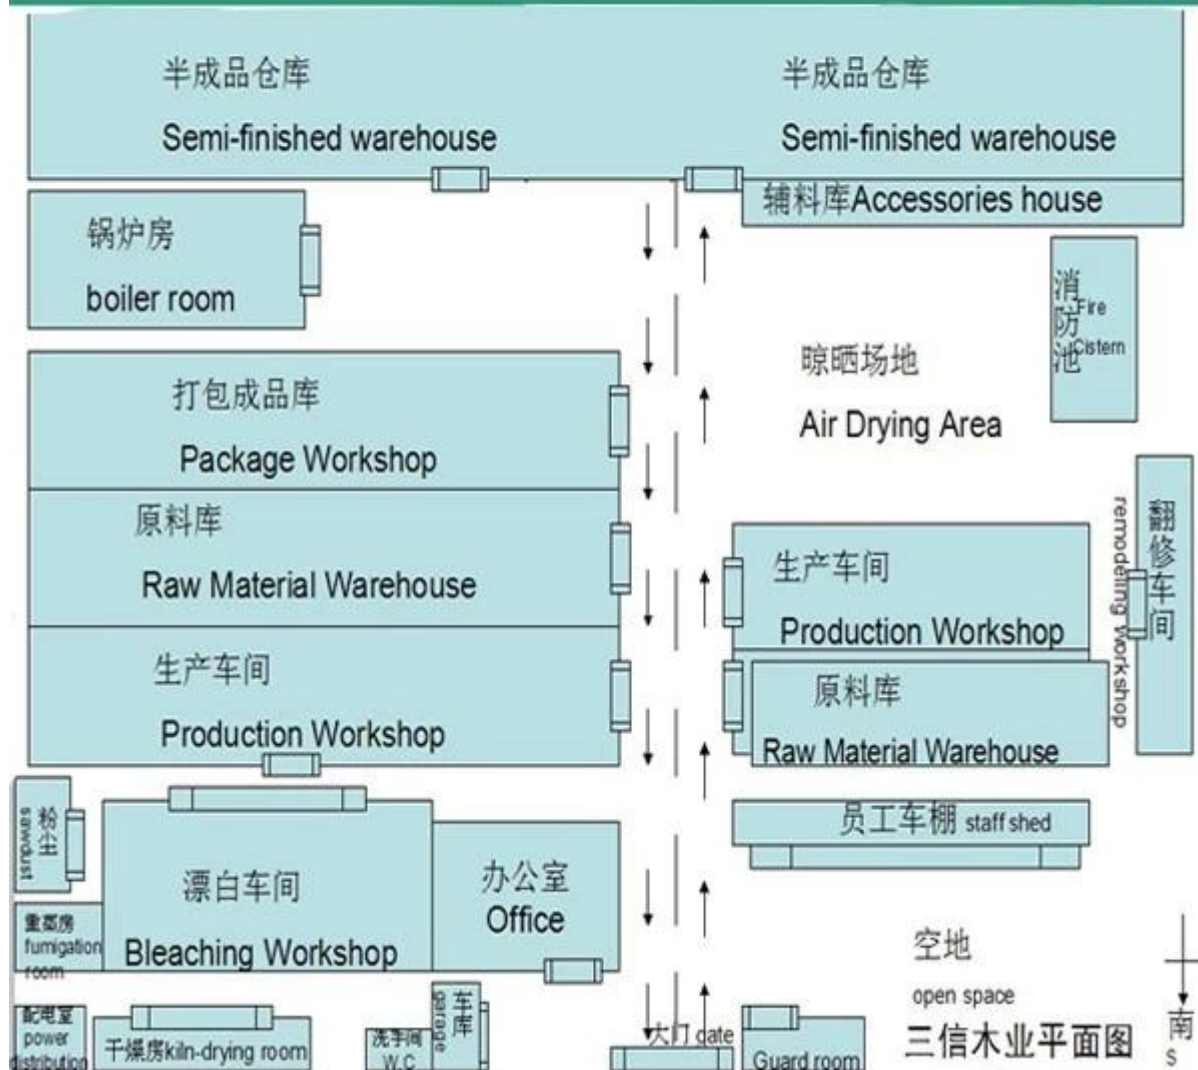 半成品仓库
Semi-finished warehouse
半成品仓库
Semi-finished warehouse
辅料库Accessories house
锅炉房
boiler room
消防池
Fire
Cistern
晾晒场地
Air Drying Area
打包成品库
Package Workshop
原料库
Raw Material Warehouse
生产车间
Production Workshop
生产车间
Production Workshop
原料库
Raw Material Warehouse
翻修车间
remodeling workshop
粉尘
sawdust
漂白车间
Bleaching Workshop
办公室
Office
员工车棚 staff shed
重蒸房
fumigation
room
空地
open space
配电室
power
distribution
干燥房kiln-drying room
洗手间
W.C
车库
garage
大门 gate
Guard room
三信木业平面图
南
S